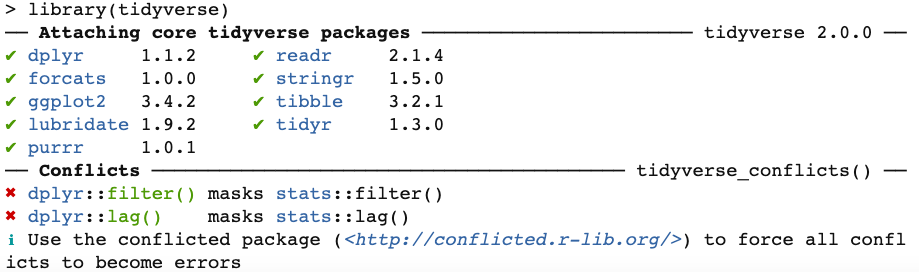 > library(tidyverse)
── Attaching core tidyverse packages ──────────────────────── tidyverse 2.0.0 ──
✔ dplyr     1.1.2     ✔ readr     2.1.4
✔ forcats   1.0.0     ✔ stringr   1.5.0
✔ ggplot2   3.4.2     ✔ tibble    3.2.1
✔ lubridate 1.9.2     ✔ tidyr     1.3.0
✔ purrr     1.0.1
── Conflicts ────────────────────────────────────────── tidyverse_conflicts() ──
✖ dplyr::filter() masks stats::filter()
✖ dplyr::lag()    masks stats::lag()
ℹ Use the conflicted package (<http://conflicted.r-lib.org/>) to force all confl
icts to become errors